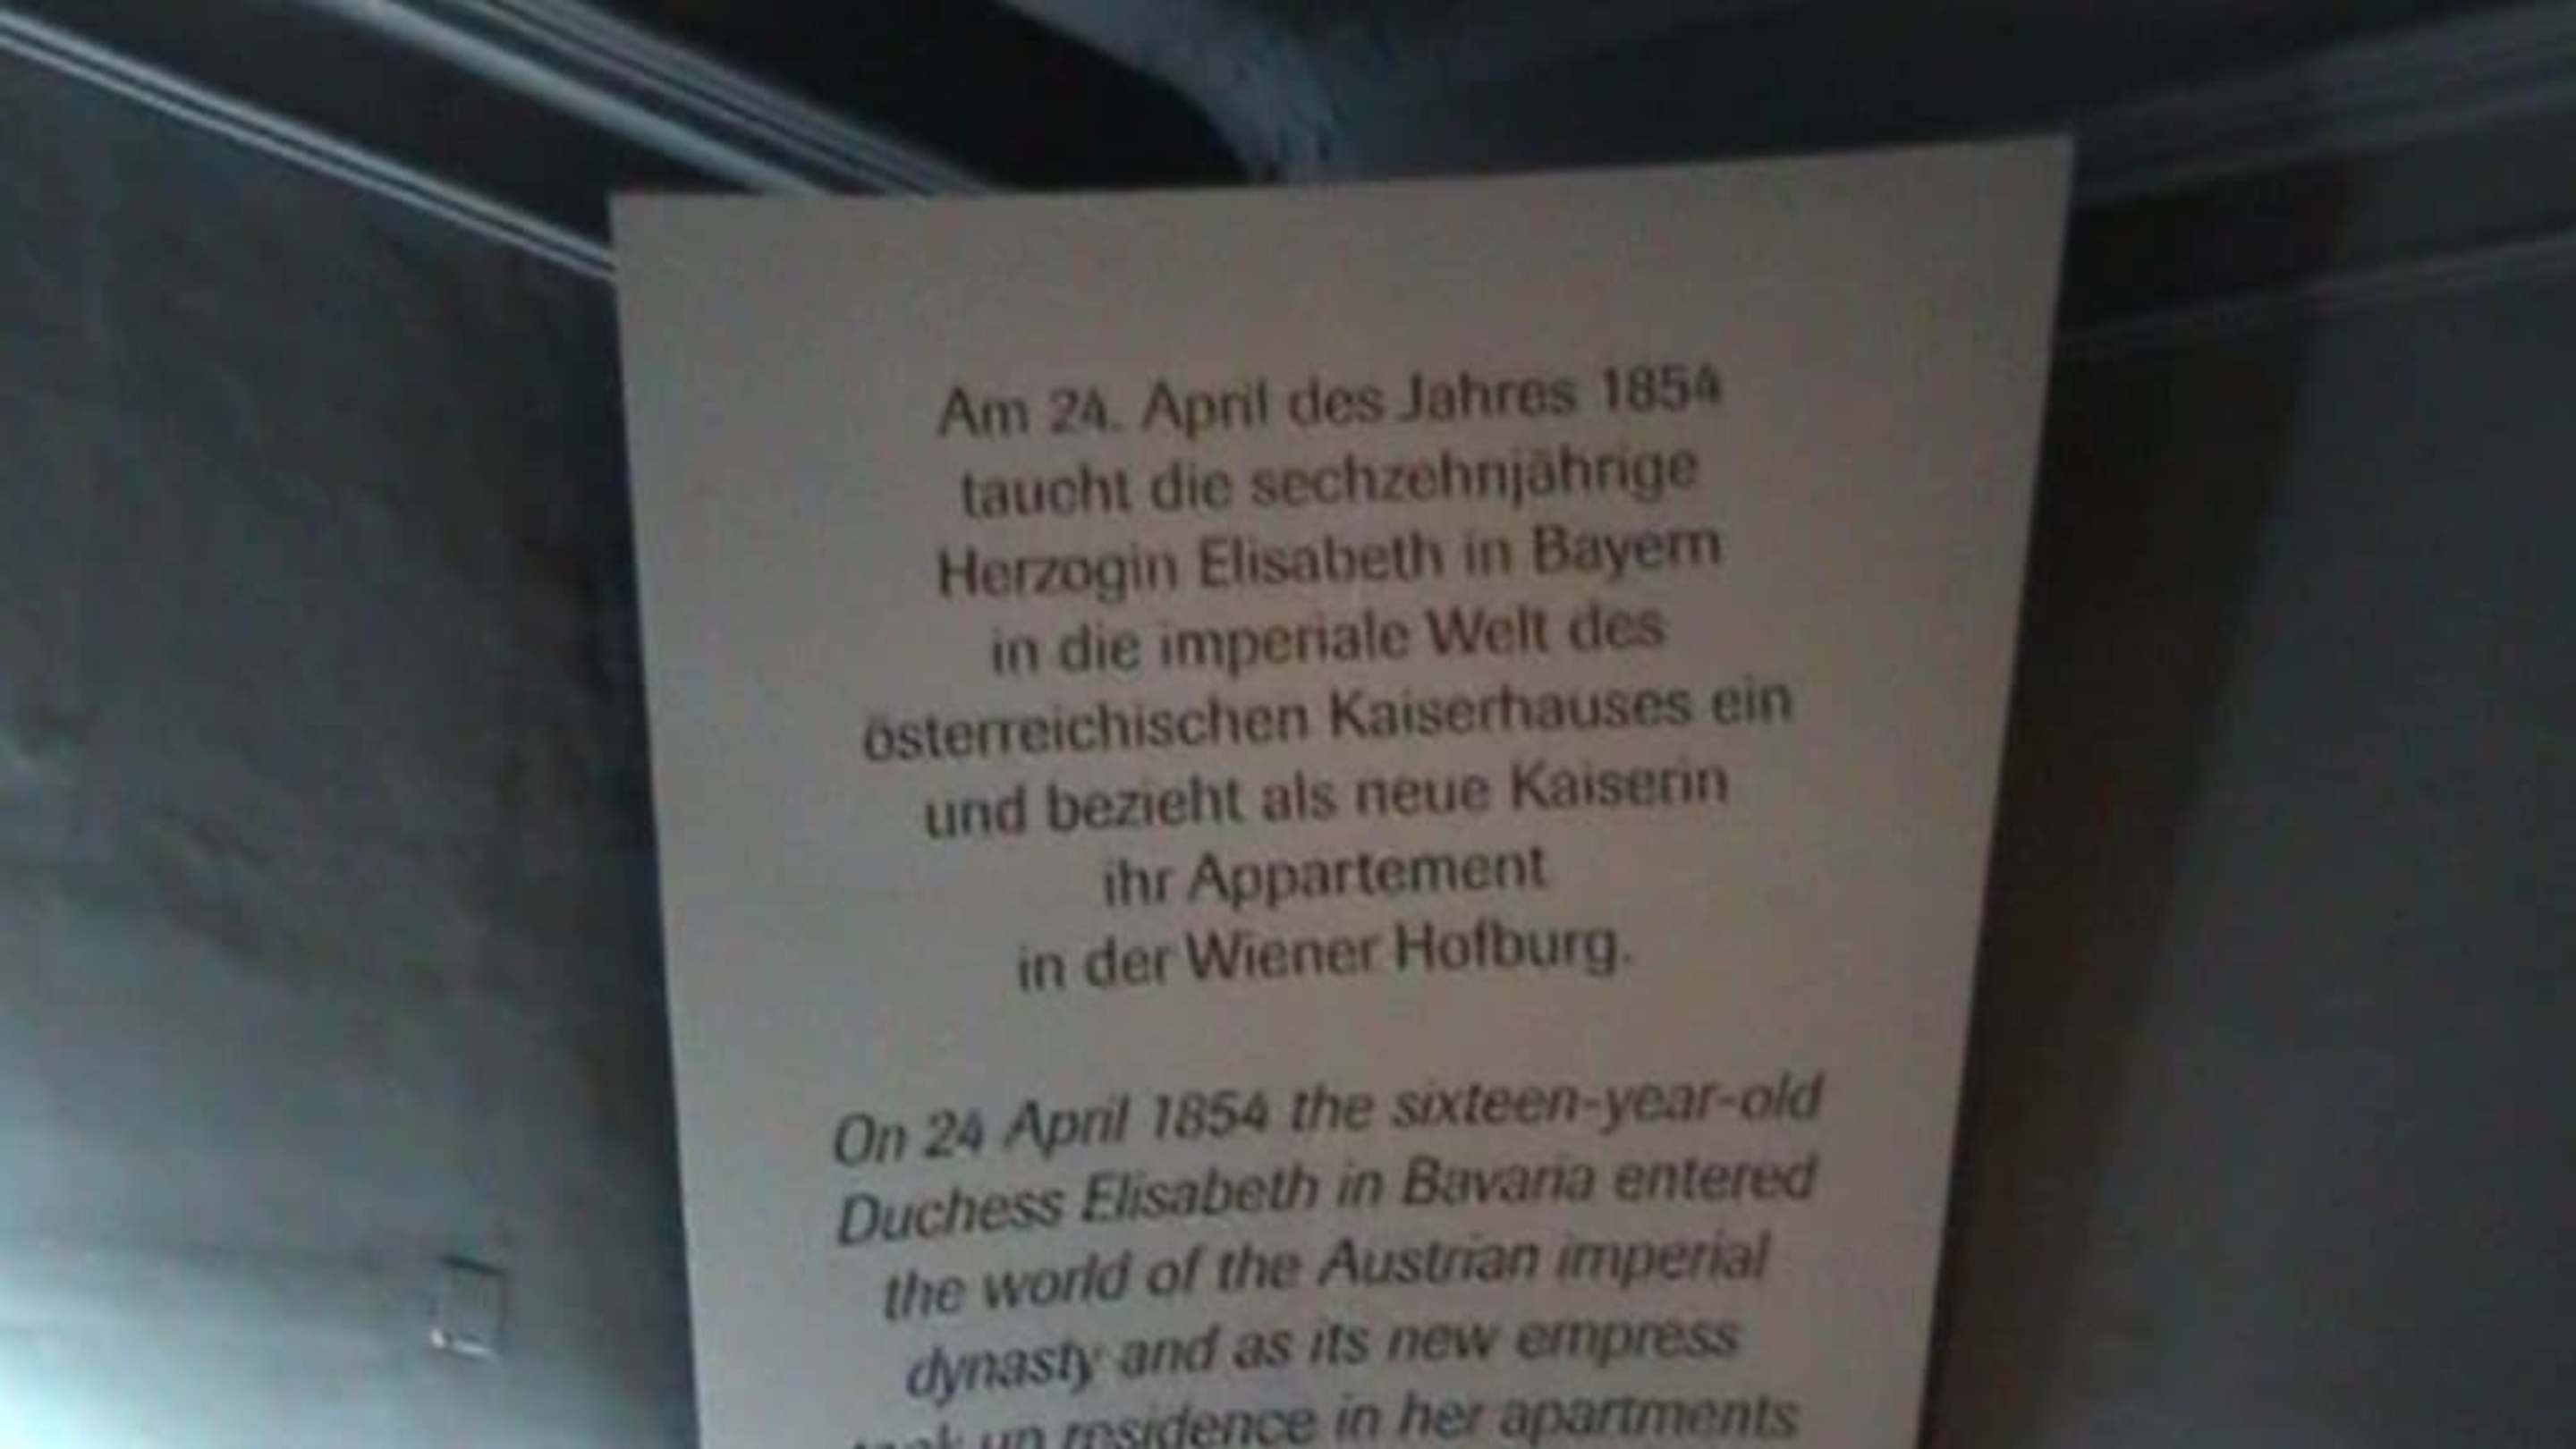 Am 24. April des Jahres 1854
taucht die sechzehnjährige
Herzogin Elisabeth in Bayern
in die imperiale Welt des
österreichischen Kaiserhauses ein
und bezieht als neue Kaiserin
ihr Appartement
in der Wiener Hofburg.
On 24 April 1854 the sixteen-year-old
Duchess Elisabeth in Bavaria entered
the world of the Austrian imperial
dynasty and as its new empress
took up residence in her apartments